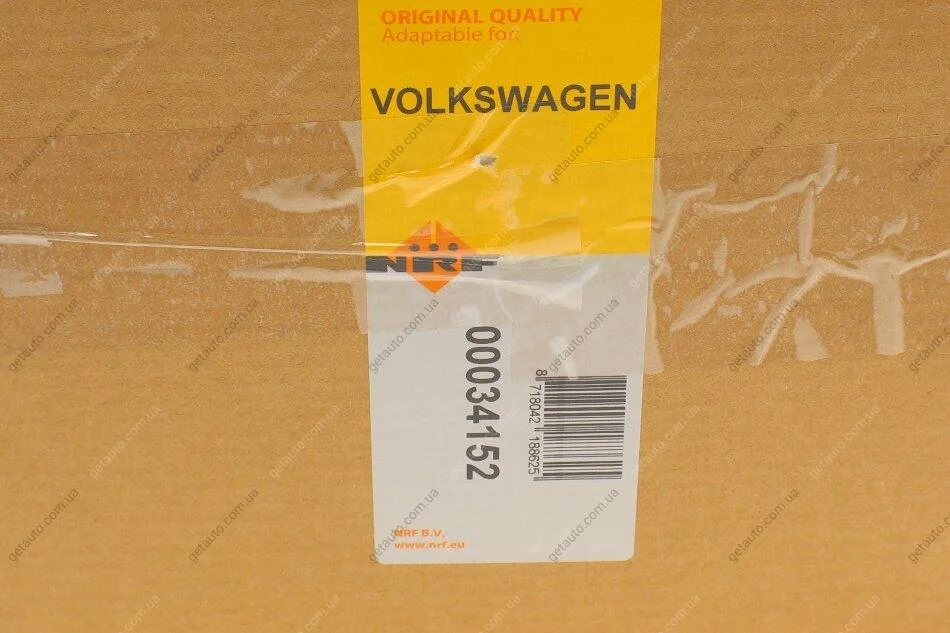 ORIGINAL QUALITY
Adaptable for:
VOLKSWAGEN
NRF
00034152
8 718042 188625
NRF B.V.
www.nrf.eu
getauto.com.ua